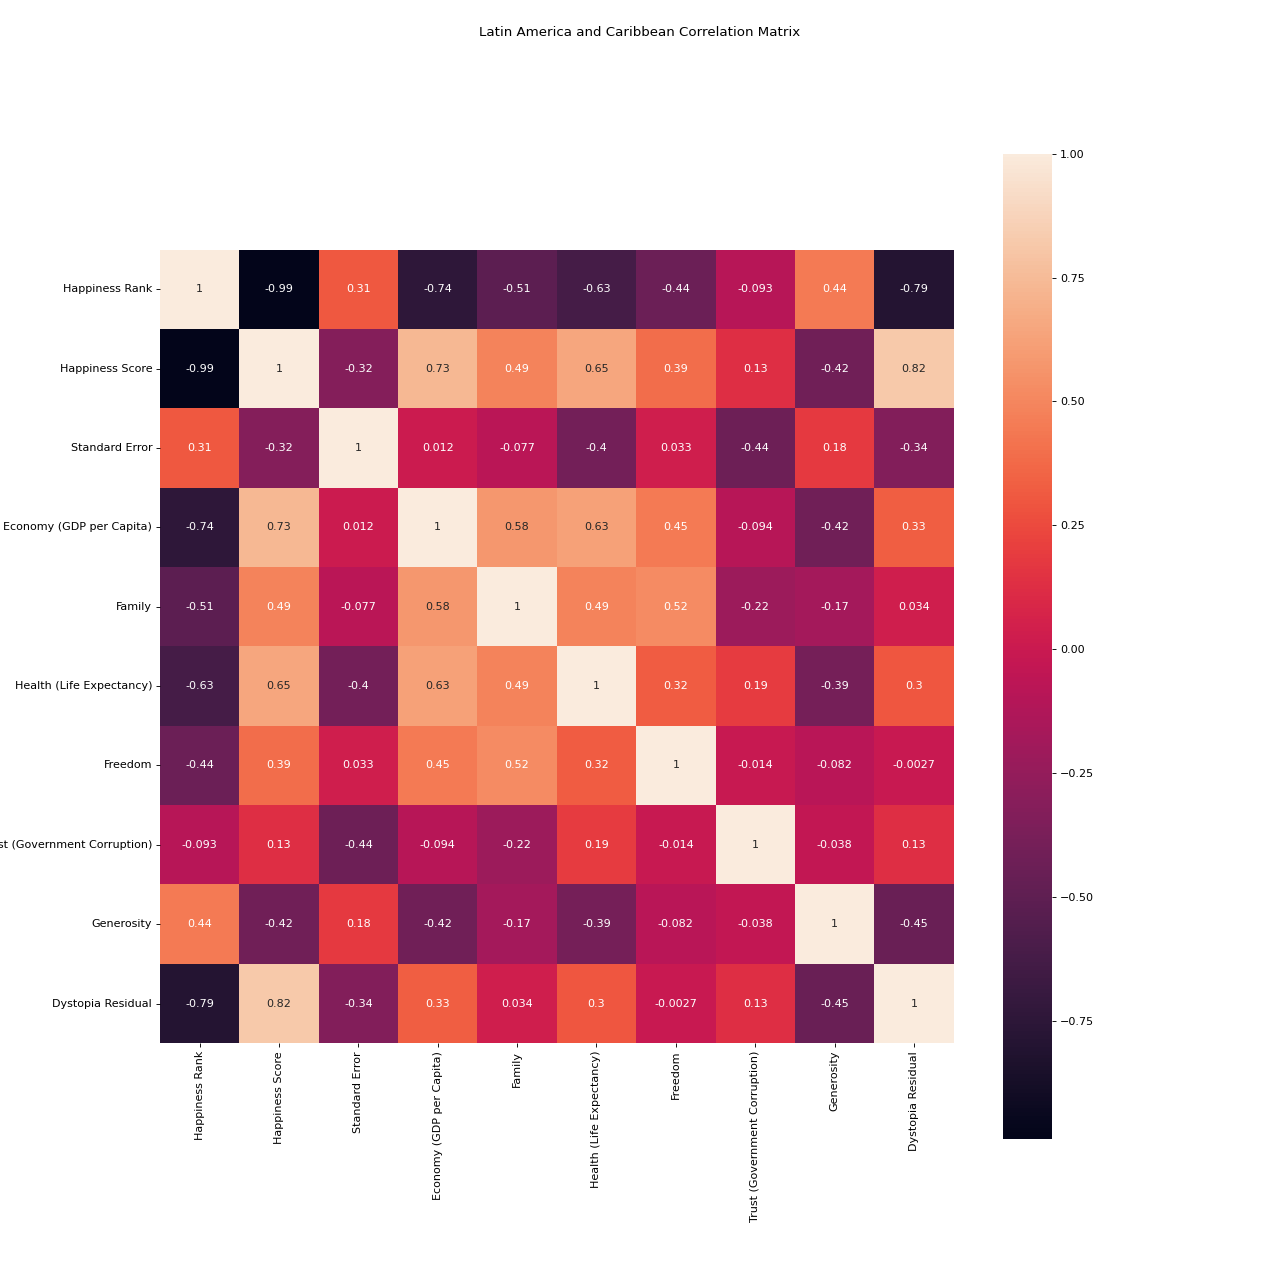 Latin America and Caribbean Correlation Matrix
1.00
0.75
0.50
0.25
0.00
−0.25
−0.50
−0.75
Happiness Rank 1 -0.99 0.31 -0.74 -0.51 -0.63 -0.44 -0.093 0.44 -0.79
Happiness Score -0.99 1 -0.32 0.73 0.49 0.65 0.39 0.13 -0.42 0.82
Standard Error 0.31 -0.32 1 0.012 -0.077 -0.4 0.033 -0.44 0.18 -0.34
Economy (GDP per Capita) -0.74 0.73 0.012 1 0.58 0.63 0.45 -0.094 -0.42 0.33
Family -0.51 0.49 -0.077 0.58 1 0.49 0.52 -0.22 -0.17 0.034
Health (Life Expectancy) -0.63 0.65 -0.4 0.63 0.49 1 0.32 0.19 -0.39 0.3
Freedom -0.44 0.39 0.033 0.45 0.52 0.32 1 -0.014 -0.082 -0.0027
st (Government Corruption) -0.093 0.13 -0.44 -0.094 -0.22 0.19 -0.014 1 -0.038 0.13
Generosity 0.44 -0.42 0.18 -0.42 -0.17 -0.39 -0.082 -0.038 1 -0.45
Dystopia Residual -0.79 0.82 -0.34 0.33 0.034 0.3 -0.0027 0.13 -0.45 1
Happiness Rank
Happiness Score
Standard Error
Economy (GDP per Capita)
Family
Health (Life Expectancy)
Freedom
Trust (Government Corruption)
Generosity
Dystopia Residual